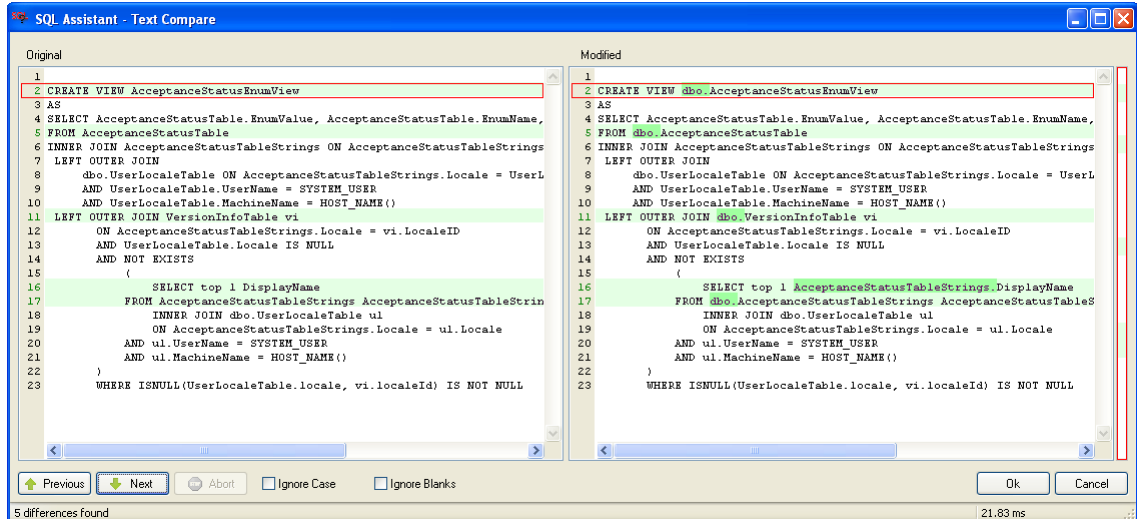 SQL Assistant - Text Compare
Original
1
2 CREATE VIEW AcceptanceStatusEnumView
3 AS
4 SELECT AcceptanceStatusTable.EnumValue, AcceptanceStatusTable.EnumName,
5 FROM AcceptanceStatusTable
6 INNER JOIN AcceptanceStatusTableStrings ON AcceptanceStatusTableStrings
7 LEFT OUTER JOIN
8 dbo.UserLocaleTable ON AcceptanceStatusTableStrings.Locale = UserL
9 AND UserLocaleTable.UserName = SYSTEM_USER
10 AND UserLocaleTable.MachineName = HOST_NAME()
11 LEFT OUTER JOIN VersionInfoTable vi
12 ON AcceptanceStatusTableStrings.Locale = vi.LocaleID
13 AND UserLocaleTable.Locale IS NULL
14 AND NOT EXISTS
15 (
16 SELECT top 1 DisplayName
17 FROM AcceptanceStatusTableStrings AcceptanceStatusTableStrin
18 INNER JOIN dbo.UserLocaleTable ul
19 ON AcceptanceStatusTableStrings.Locale = ul.Locale
20 AND ul.UserName = SYSTEM_USER
21 AND ul.MachineName = HOST_NAME()
22 )
23 WHERE ISNULL(UserLocaleTable.locale, vi.localeId) IS NOT NULL
Modified
1
2 CREATE VIEW dbo.AcceptanceStatusEnumView
3 AS
4 SELECT AcceptanceStatusTable.EnumValue, AcceptanceStatusTable.EnumName,
5 FROM dbo.AcceptanceStatusTable
6 INNER JOIN AcceptanceStatusTableStrings ON AcceptanceStatusTableStrings
7 LEFT OUTER JOIN
8 dbo.UserLocaleTable ON AcceptanceStatusTableStrings.Locale = UserL
9 AND UserLocaleTable.UserName = SYSTEM_USER
10 AND UserLocaleTable.MachineName = HOST_NAME()
11 LEFT OUTER JOIN dbo.VersionInfoTable vi
12 ON AcceptanceStatusTableStrings.Locale = vi.LocaleID
13 AND UserLocaleTable.Locale IS NULL
14 AND NOT EXISTS
15 (
16 SELECT top 1 AcceptanceStatusTableStrings.DisplayName
17 FROM dbo.AcceptanceStatusTableStrings AcceptanceStatusTableS
18 INNER JOIN dbo.UserLocaleTable ul
19 ON AcceptanceStatusTableStrings.Locale = ul.Locale
20 AND ul.UserName = SYSTEM_USER
21 AND ul.MachineName = HOST_NAME()
22 )
23 WHERE ISNULL(UserLocaleTable.locale, vi.localeId) IS NOT NULL
Previous Next Abort Ignore Case Ignore Blanks Ok Cancel
5 differences found 21.83 ms